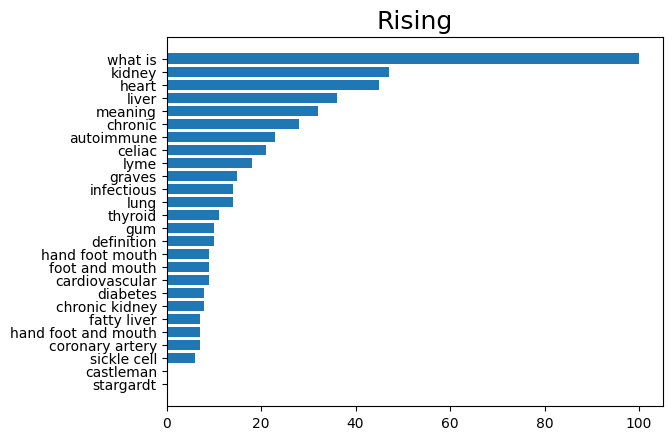 Rising
what is
kidney
heart
liver
meaning
chronic
autoimmune
celiac
lyme
graves
infectious
lung
thyroid
gum
definition
hand foot mouth
foot and mouth
cardiovascular
diabetes
chronic kidney
fatty liver
hand foot and mouth
coronary artery
sickle cell
castleman
stargardt
0 20 40 60 80 100